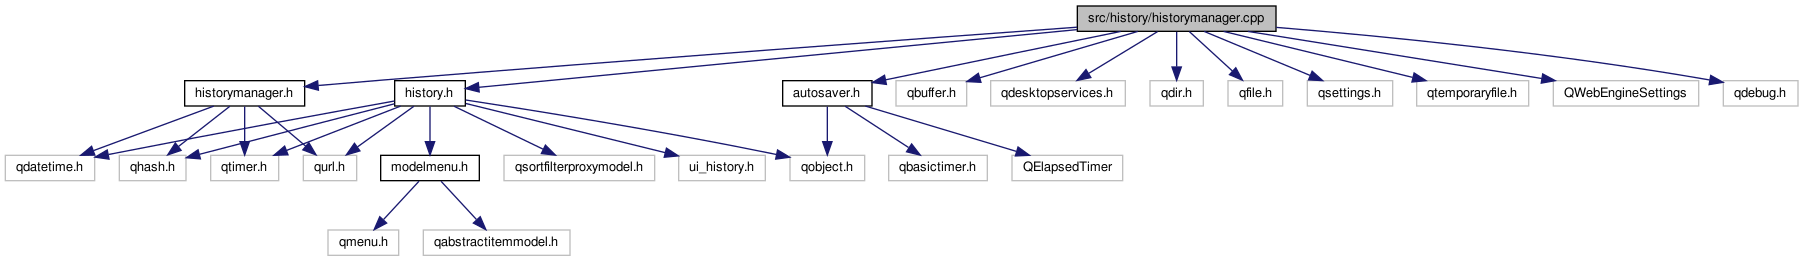 src/history/historymanager.cpp
historymanager.h
history.h
autosaver.h
qbuffer.h
qdesktopservices.h
qdir.h
qfile.h
qsettings.h
qtemporaryfile.h
QWebEngineSettings
qdebug.h
qdatetime.h
qhash.h
qtimer.h
qurl.h
modelmenu.h
qsortfilterproxymodel.h
ui_history.h
qobject.h
qbasictimer.h
QElapsedTimer
qmenu.h
qabstractitemmodel.h